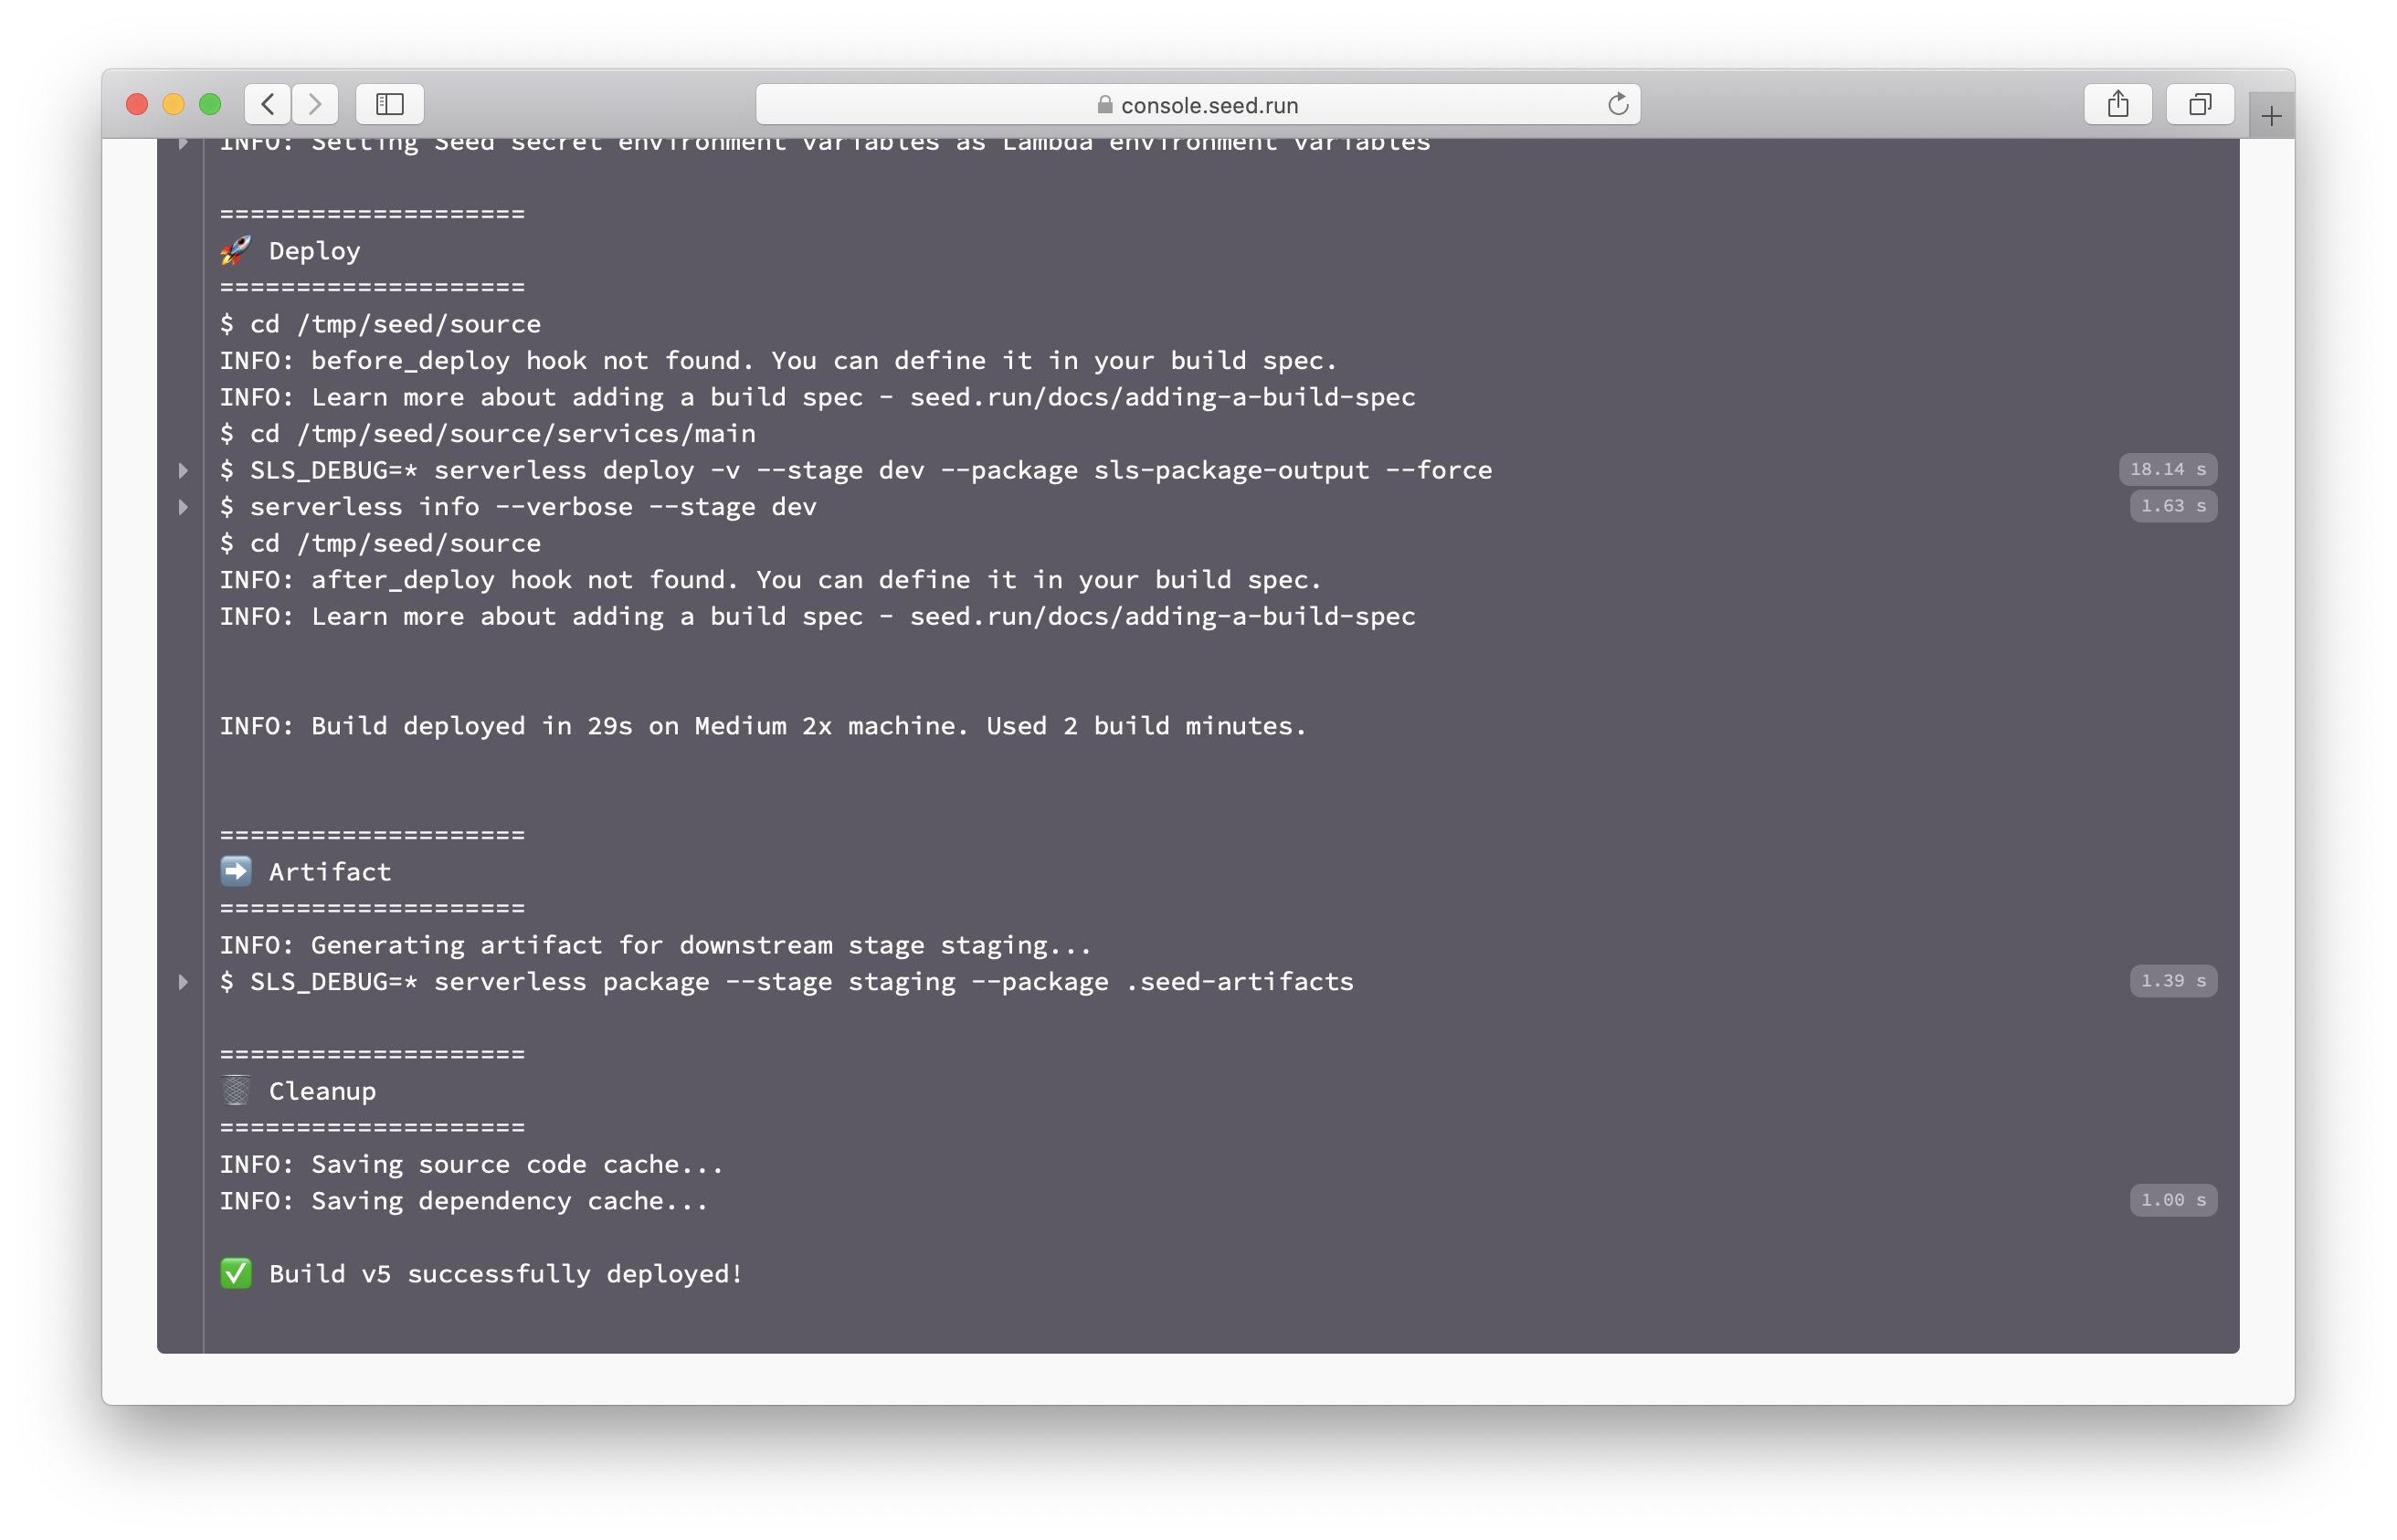 console.seed.run
INFO: Setting Seed secret environment variables as Lambda environment variables
====================
🚀 Deploy
====================
$ cd /tmp/seed/source
INFO: before_deploy hook not found. You can define it in your build spec.
INFO: Learn more about adding a build spec - seed.run/docs/adding-a-build-spec
$ cd /tmp/seed/source/services/main
$ SLS_DEBUG=* serverless deploy -v --stage dev --package sls-package-output --force 18.14 s
$ serverless info --verbose --stage dev 1.63 s
$ cd /tmp/seed/source
INFO: after_deploy hook not found. You can define it in your build spec.
INFO: Learn more about adding a build spec - seed.run/docs/adding-a-build-spec
INFO: Build deployed in 29s on Medium 2x machine. Used 2 build minutes.
====================
➡️ Artifact
====================
INFO: Generating artifact for downstream stage staging...
$ SLS_DEBUG=* serverless package --stage staging --package .seed-artifacts 1.39 s
====================
🗑️ Cleanup
====================
INFO: Saving source code cache...
INFO: Saving dependency cache... 1.00 s
✅ Build v5 successfully deployed!